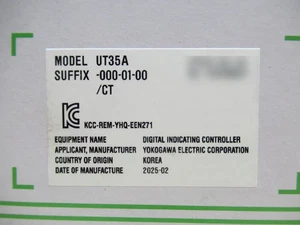 MODEL UT35A
SUFFIX -000-01-00
/CT
KCC-REM-YHQ-EEN271
EQUIPMENT NAME DIGITAL INDICATING CONTROLLER
APPLICANT, MANUFACTURER YOKOGAWA ELECTRIC CORPORATION
COUNTRY OF ORIGIN KOREA
DATE OF MANUFACTURE 2025-02